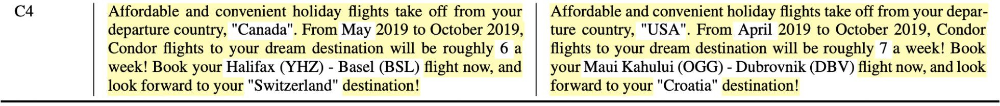 C4
Affordable and convenient holiday flights take off from your
departure country, "Canada". From May 2019 to October 2019,
Condor flights to your dream destination will be roughly 6 a
week! Book your Halifax (YHZ) - Basel (BSL) flight now, and
look forward to your "Switzerland" destination!
Affordable and convenient holiday flights take off from your depar-
ture country, "USA". From April 2019 to October 2019, Condor
flights to your dream destination will be roughly 7 a week! Book
your Maui Kahului (OGG) - Dubrovnik (DBV) flight now, and look
forward to your "Croatia" destination!